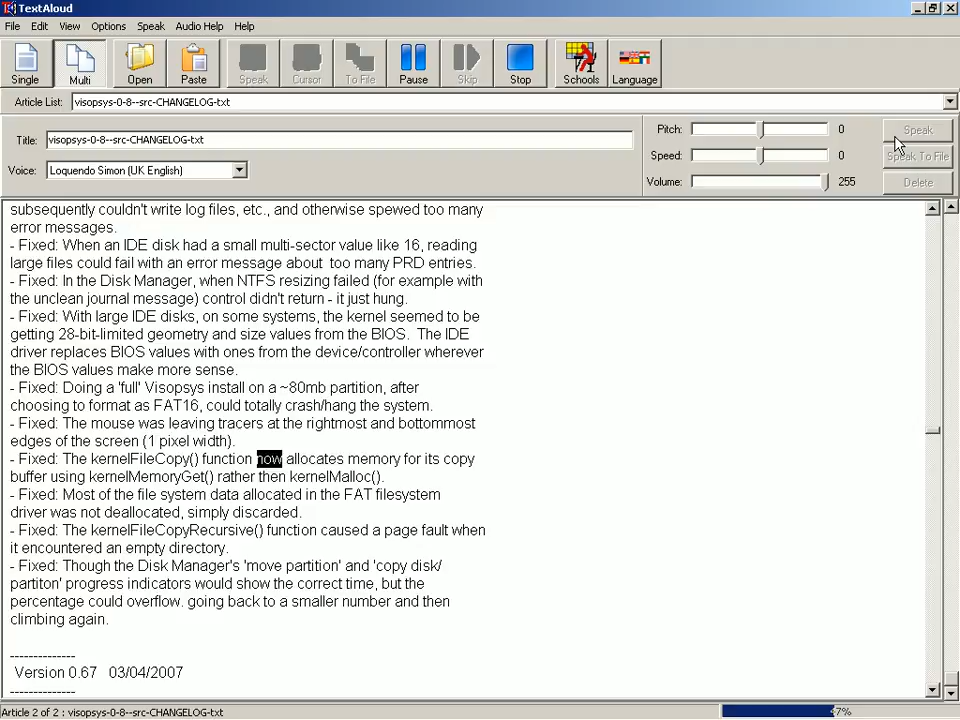 TextAloud
File Edit View Options Speak Audio Help Help
Single Multi Open Paste Speak Cursor To File Pause Skip Stop Schools Language
Article List: visopsys-0-8--src-CHANGELOG-txt
Title: visopsys-0-8--src-CHANGELOG-txt
Voice: Loquendo Simon (UK English)
Pitch: 0 Speak
Speed: 0 Speak To File
Volume: 255 Delete
subsequently couldn't write log files, etc., and otherwise spewed too many
error messages.
- Fixed: When an IDE disk had a small multi-sector value like 16, reading
large files could fail with an error message about  too many PRD entries.
- Fixed: In the Disk Manager, when NTFS resizing failed (for example with
the unclean journal message) control didn't return - it just hung.
- Fixed: With large IDE disks, on some systems, the kernel seemed to be
getting 28-bit-limited geometry and size values from the BIOS.  The IDE
driver replaces BIOS values with ones from the device/controller wherever
the BIOS values make more sense.
- Fixed: Doing a 'full' Visopsys install on a ~80mb partition, after
choosing to format as FAT16, could totally crash/hang the system.
- Fixed: The mouse was leaving tracers at the rightmost and bottommost
edges of the screen (1 pixel width).
- Fixed: The kernelFileCopy() function now allocates memory for its copy
buffer using kernelMemoryGet() rather then kernelMalloc().
- Fixed: Most of the file system data allocated in the FAT filesystem
driver was not deallocated, simply discarded.
- Fixed: The kernelFileCopyRecursive() function caused a page fault when
it encountered an empty directory.
- Fixed: Though the Disk Manager's 'move partition' and 'copy disk/
partiton' progress indicators would show the correct time, but the
percentage could overflow. going back to a smaller number and then
climbing again.
-------------
Version 0.67   03/04/2007
-------------
Article 2 of 2 : visopsys-0-8--src-CHANGELOG-txt 47%